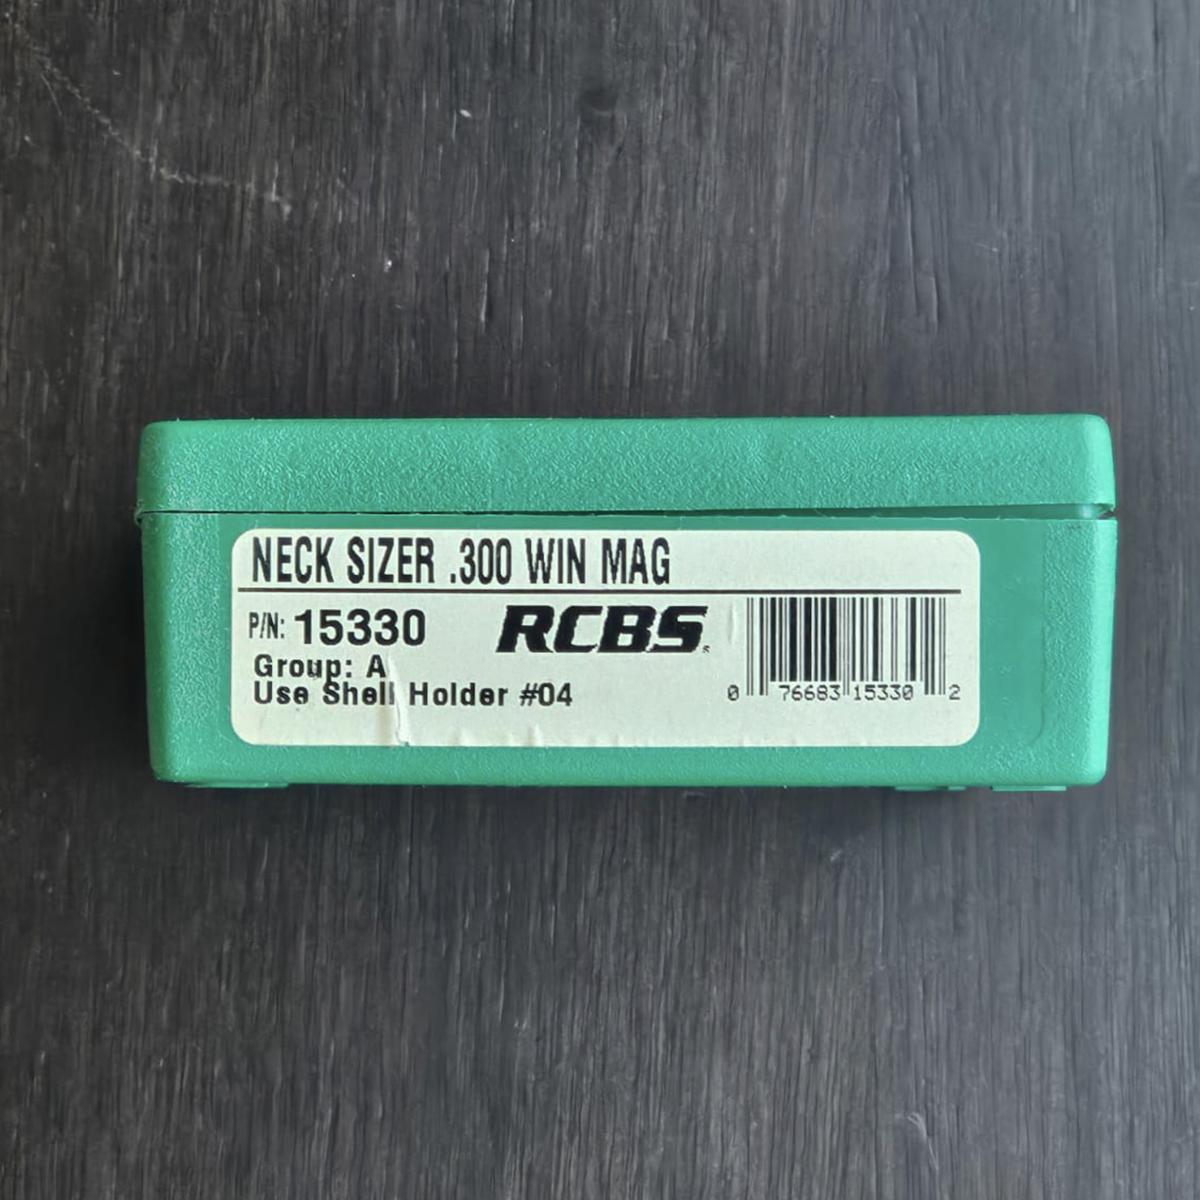 NECK SIZER .300 WIN MAG
P/N: 15330
RCBS
Group: A
Use Shell Holder #04
0 76683 15330 2